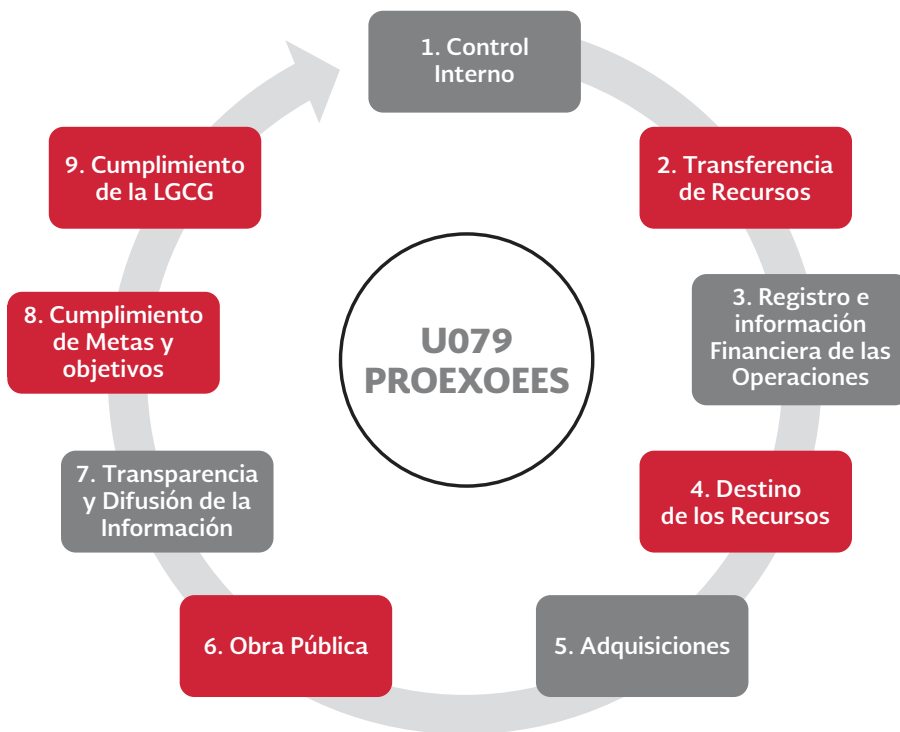 1. Control
Interno
2. Transferencia
de Recursos
3. Registro e
información
Financiera de las
Operaciones
4. Destino
de los Recursos
5. Adquisiciones
6. Obra Pública
7. Transparencia
y Difusión de la
Información
8. Cumplimiento
de Metas y
objetivos
9. Cumplimiento
de la LGCG
U079
PROEXOEES